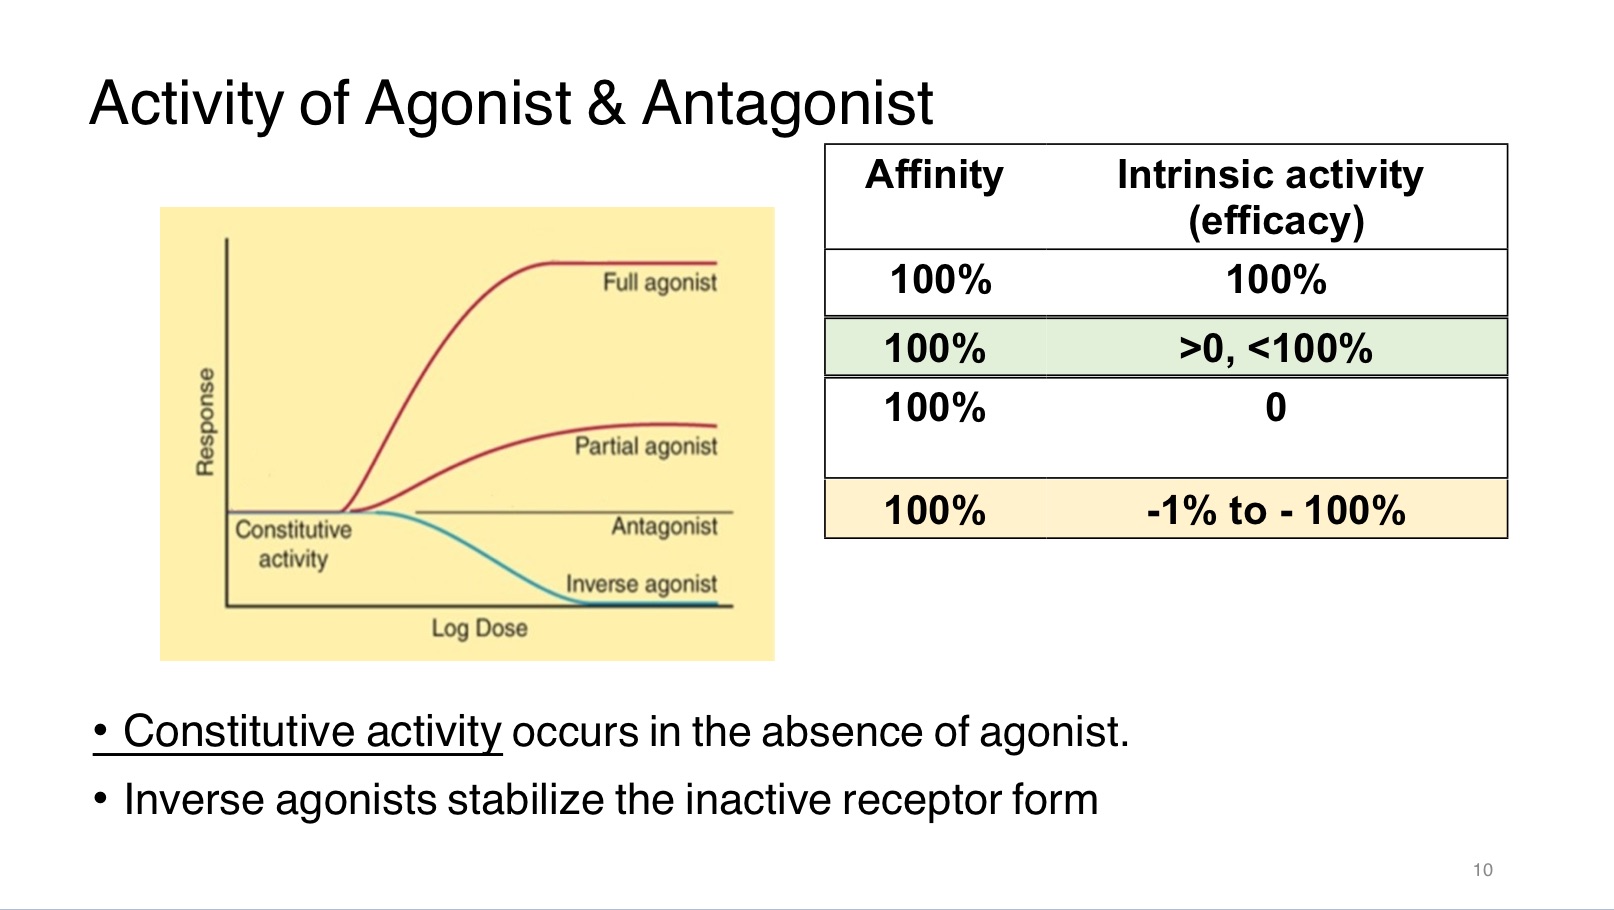 Activity of Agonist & Antagonist
Affinity Intrinsic activity
(efficacy)
100% 100%
100% >0, <100%
100% 0
100% -1% to - 100%
Response
Full agonist
Partial agonist
Constitutive
activity
Antagonist
Inverse agonist
Log Dose
• Constitutive activity occurs in the absence of agonist.
• Inverse agonists stabilize the inactive receptor form
10